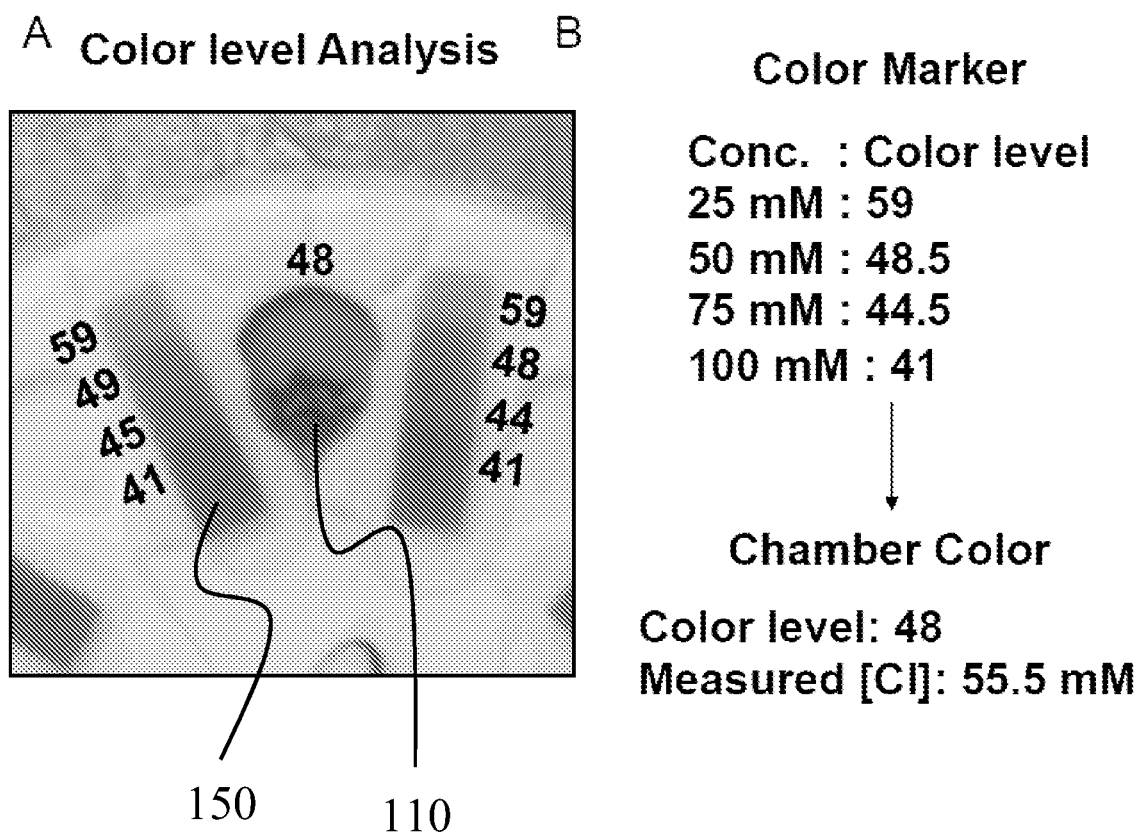 A Color level Analysis
48
59
49
45
41
59
48
44
41
150
110
B
Color Marker
Conc. : Color level
25 mM : 59
50 mM : 48.5
75 mM : 44.5
100 mM : 41
Chamber Color
Color level: 48
Measured [Cl]: 55.5 mM